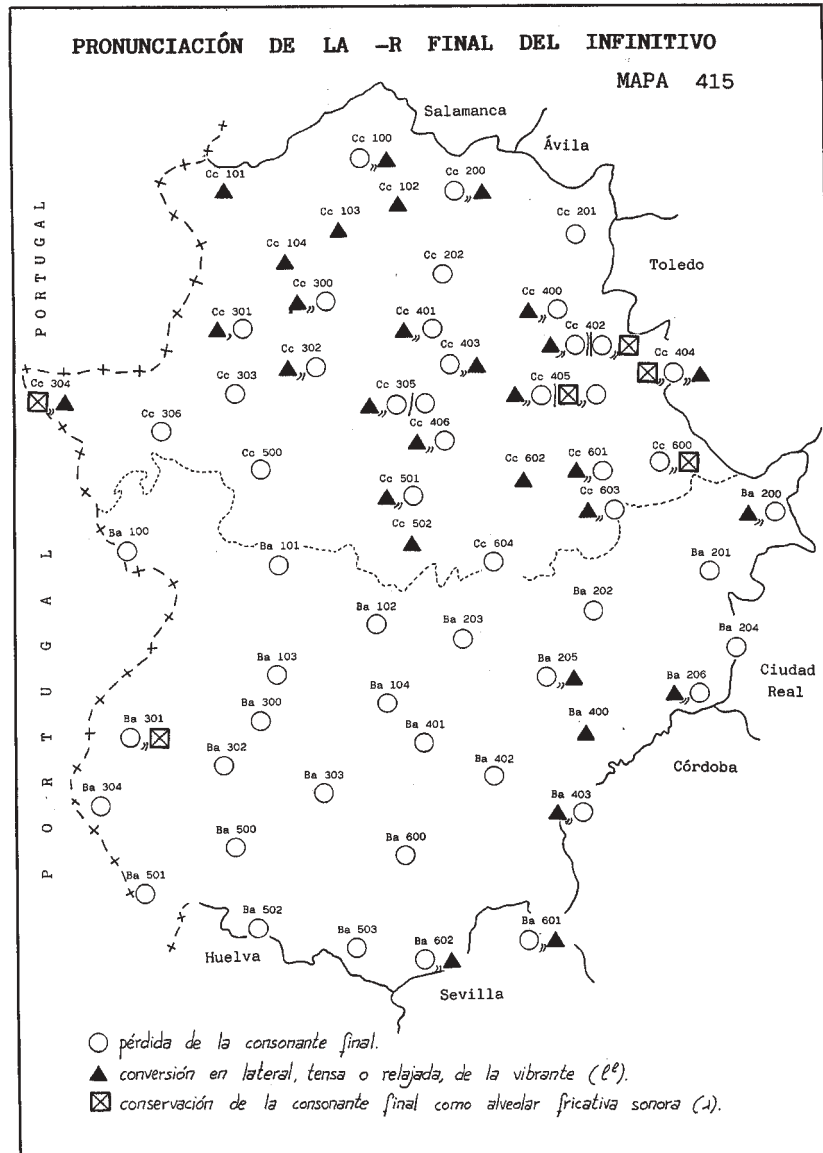 PRONUNCIACIÓN DE LA -R FINAL DEL INFINITIVO
MAPA 415
Salamanca
Ávila
Cc 100
Cc 101
Cc 102
Cc 200
Cc 103
Cc 201
Cc 104
Cc 202
Toledo
PORTUGAL
Cc 300
Cc 400
Cc 301
Cc 401
Cc 402
Cc 302
Cc 403
Cc 404
Cc 304
Cc 303
Cc 305
Cc 405
Cc 306
Cc 406
Cc 500
Cc 602
Cc 601
Cc 600
Cc 501
Cc 603
Ba 200
Cc 502
Ba 100
Ba 101
Cc 604
Ba 201
Ba 102
Ba 203
Ba 202
Ba 204
Ba 103
Ba 205
Ba 206
Ciudad
Real
Ba 104
Ba 300
Ba 301
Ba 401
Ba 400
PORTUGAL
Ba 302
Ba 402
Córdoba
Ba 304
Ba 303
Ba 403
Ba 500
Ba 600
Ba 501
Ba 502
Ba 503
Ba 602
Ba 601
Huelva
Sevilla
pérdida de la consonante final.
conversión en lateral, tensa o relajada, de la vibrante (lˡ).
conservación de la consonante final como alveolar fricativa sonora (ɹ).